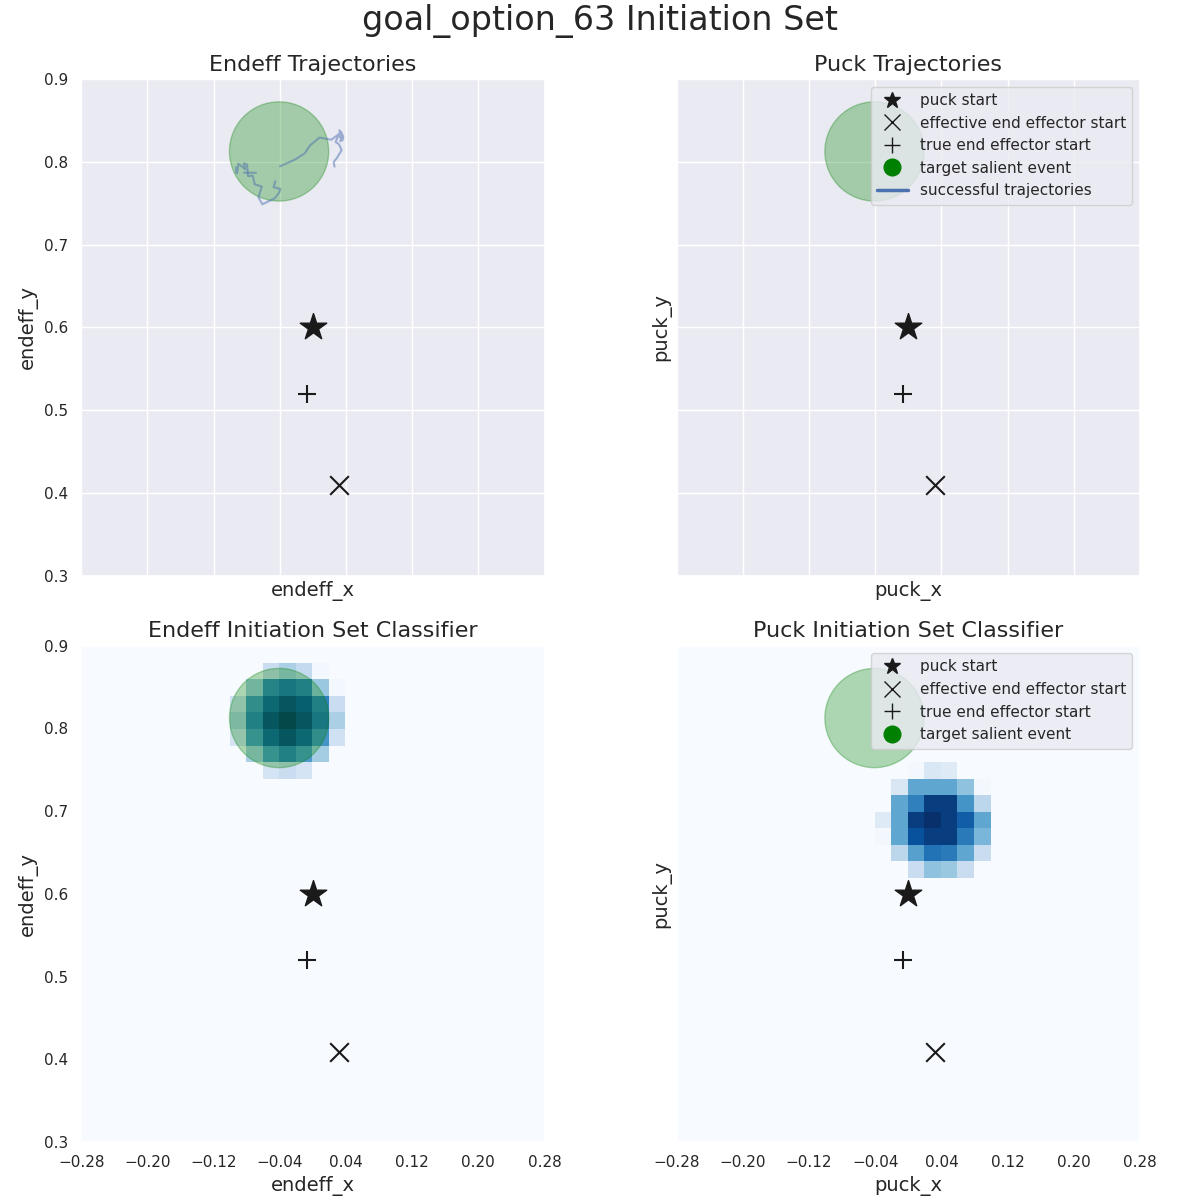 goal_option_63 Initiation Set
Endeff Trajectories
0.9
0.8
0.7
0.6
0.5
0.4
0.3
endeff_y
endeff_x
Puck Trajectories
puck start
effective end effector start
true end effector start
target salient event
successful trajectories
puck_y
puck_x
Endeff Initiation Set Classifier
0.9
0.8
0.7
0.6
0.5
0.4
0.3
endeff_y
−0.28 −0.20 −0.12 −0.04 0.04 0.12 0.20 0.28
endeff_x
Puck Initiation Set Classifier
puck start
effective end effector start
true end effector start
target salient event
puck_y
−0.28 −0.20 −0.12 −0.04 0.04 0.12 0.20 0.28
puck_x